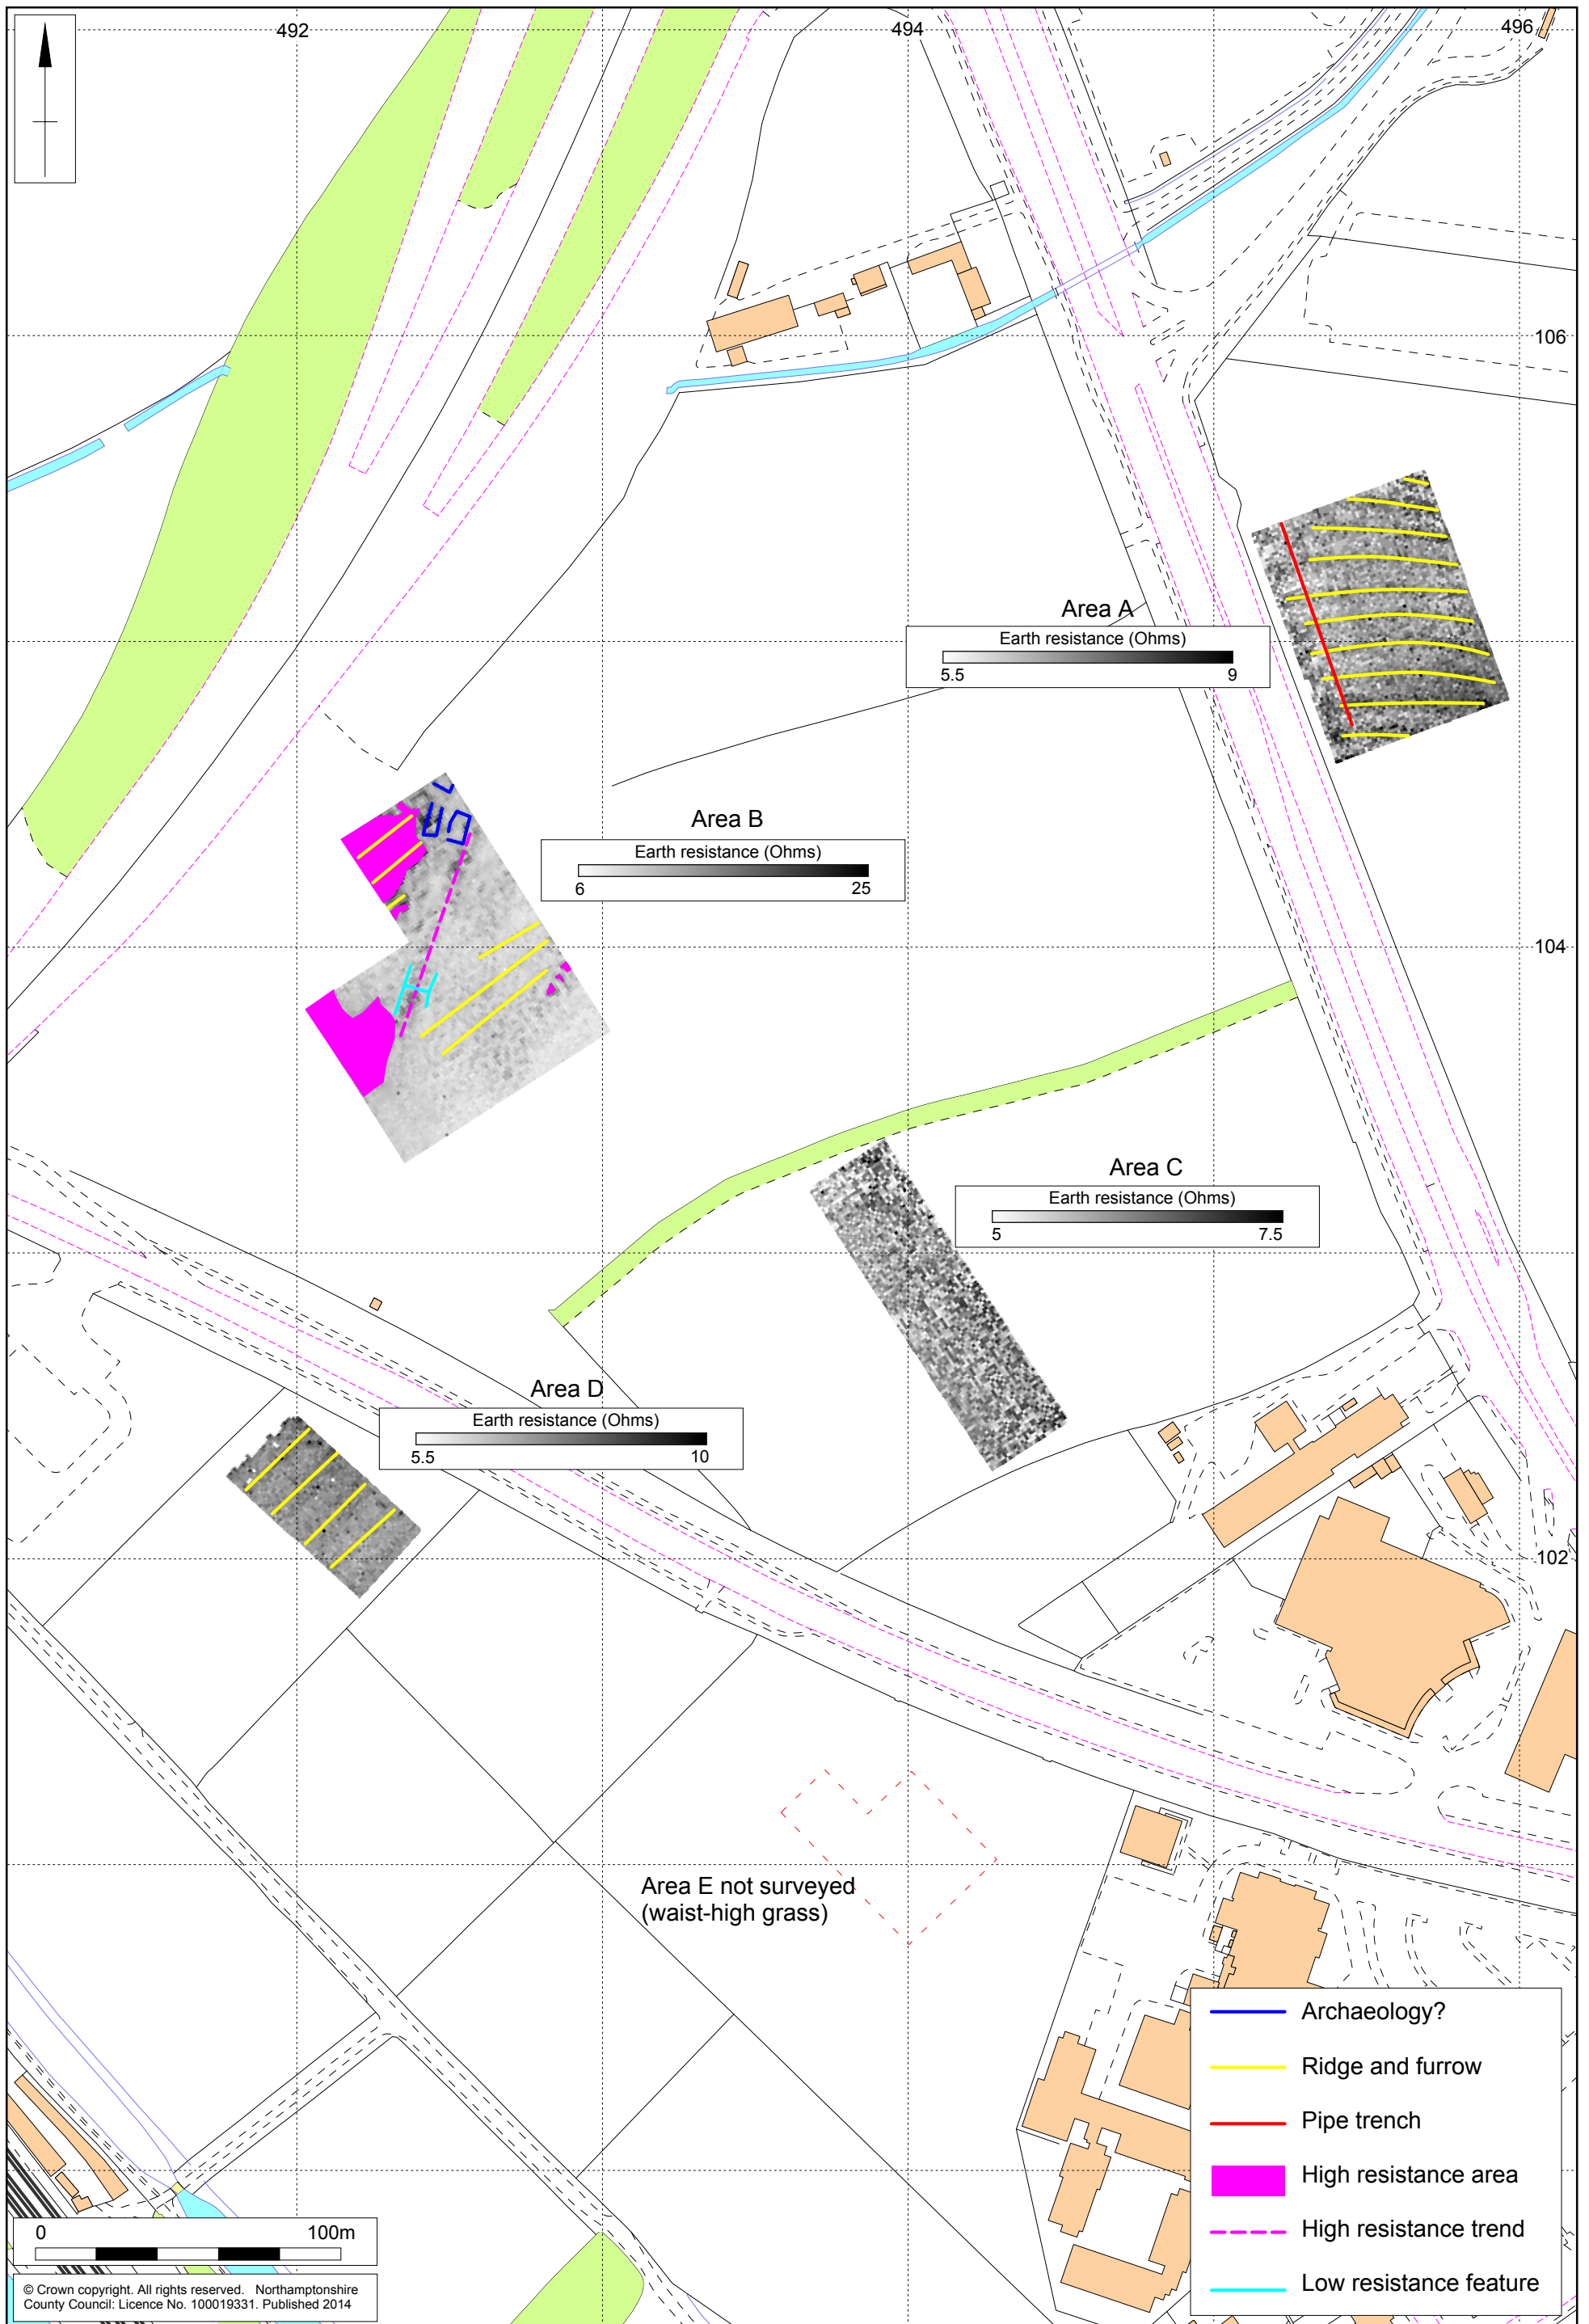 492
494
496
106
Area A
Earth resistance (Ohms)
5.5 9
Area B
Earth resistance (Ohms)
6 25
104
Area C
Earth resistance (Ohms)
5 7.5
Area D
Earth resistance (Ohms)
5.5 10
102
Area E not surveyed
(waist-high grass)
Archaeology?
Ridge and furrow
Pipe trench
High resistance area
High resistance trend
Low resistance feature
0 100m
© Crown copyright. All rights reserved. Northamptonshire
County Council: Licence No. 100019331. Published 2014